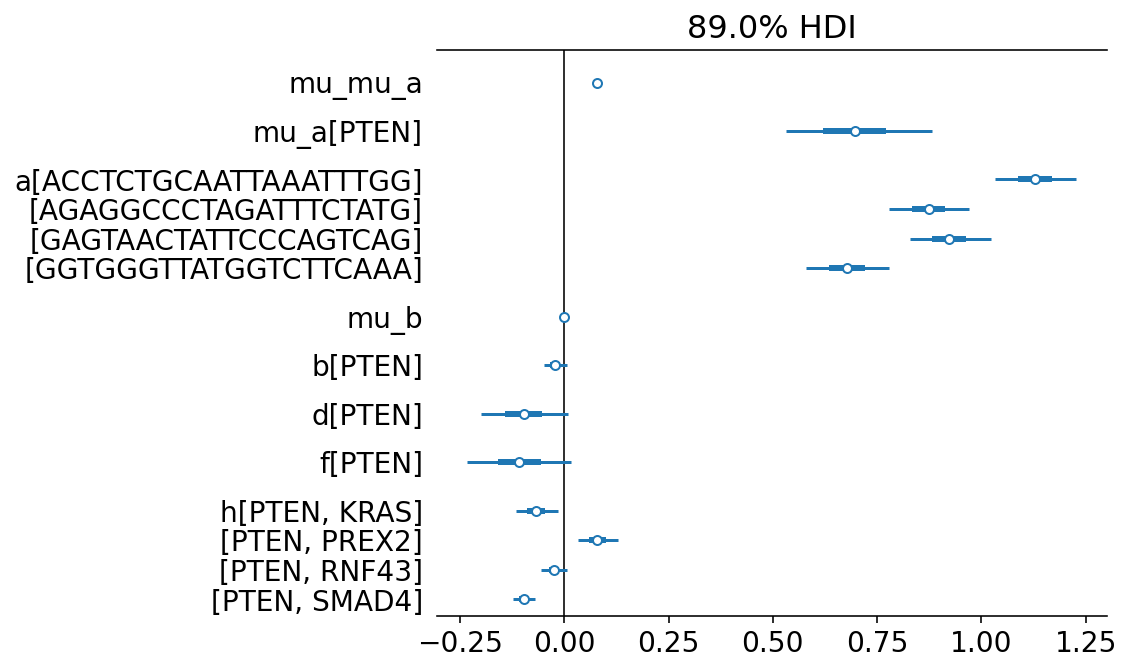 89.0% HDI
mu_mu_a
mu_a[PTEN]
a[ACCTCTGCAATTAAATTTGG]
[AGAGGCCCTAGATTTCTATG]
[GAGTAACTATTCCCAGTCAG]
[GGTGGGTTATGGTCTTCAAA]
mu_b
b[PTEN]
d[PTEN]
f[PTEN]
h[PTEN, KRAS]
[PTEN, PREX2]
[PTEN, RNF43]
[PTEN, SMAD4]
−0.25 0.00 0.25 0.50 0.75 1.00 1.25